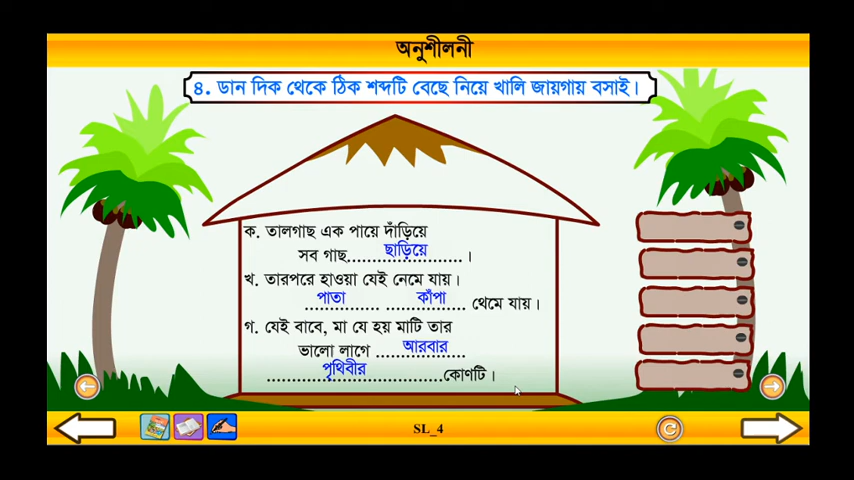 অনুশীলনী
৪. ডান দিক থেকে ঠিক শব্দটি বেছে নিয়ে খালি জায়গায় বসাই।
ক. তালগাছ এক পায়ে দাঁড়িয়ে
সব গাছ......ছাড়িয়ে......।
খ. তারপরে হাওয়া যেই নেমে যায়।
পাতা কাঁপা থেমে যায়।
গ. যেই বাবে, মা যে হয় মাটি তার
ভালো লাগে আরবার
পৃথিবীর কোণটি।
SL_4